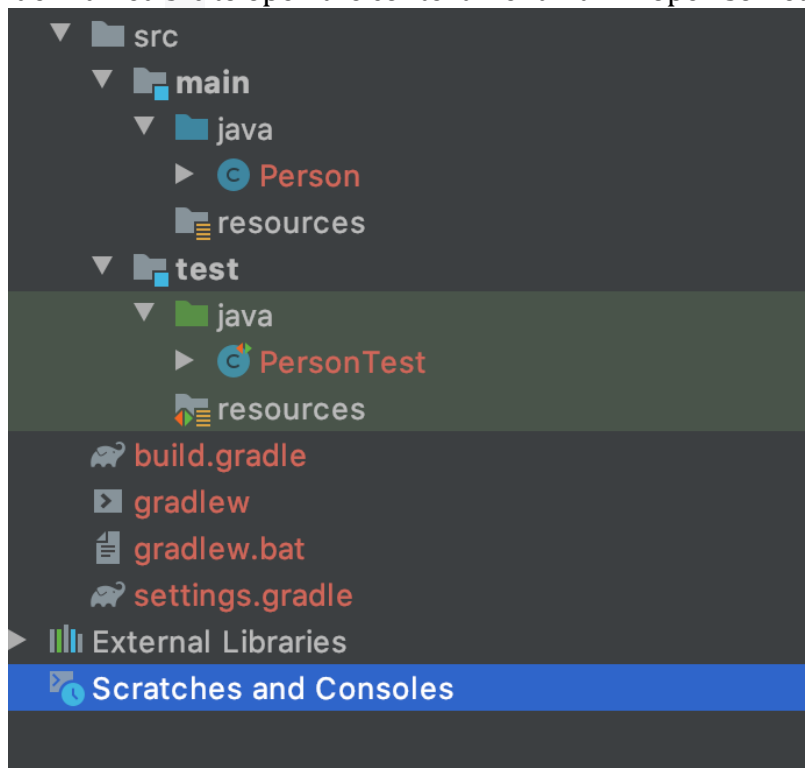 src
main
java
Person
resources
test
java
PersonTest
resources
build.gradle
gradlew
gradlew.bat
settings.gradle
External Libraries
Scratches and Consoles